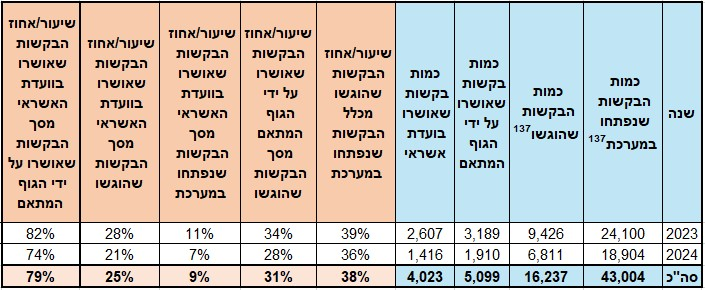 שנה
כמות
הבקשות
שנפתחו
במערכת137
כמות
הבקשות
שהוגשו137
כמות
בקשות
שאושרו
על ידי
הגוף
המתאם
כמות
בקשות
שאושרו
בועדת
אשראי
שיעור/אחוז
הבקשות
שהוגשו
מכלל
הבקשות
שנפתחו
במערכת
שיעור/אחוז
הבקשות
שאושרו
על ידי
הגוף
המתאם
מסך
הבקשות
שהוגשו
שיעור/אחוז
הבקשות
שאושרו
בוועדת
האשראי
מסך
הבקשות
שנפתחו
במערכת
שיעור/אחוז
הבקשות
שאושרו
בוועדת
האשראי
מסך
הבקשות
שהוגשו
שיעור/אחוז
הבקשות
שאושרו
בוועדת
האשראי
מסך
הבקשות
שאושרו על
ידי הגוף
המתאם
2023 24,100 9,426 3,189 2,607 39% 34% 11% 28% 82%
2024 18,904 6,811 1,910 1,416 36% 28% 7% 21% 74%
סה"כ 43,004 16,237 5,099 4,023 38% 31% 9% 25% 79%